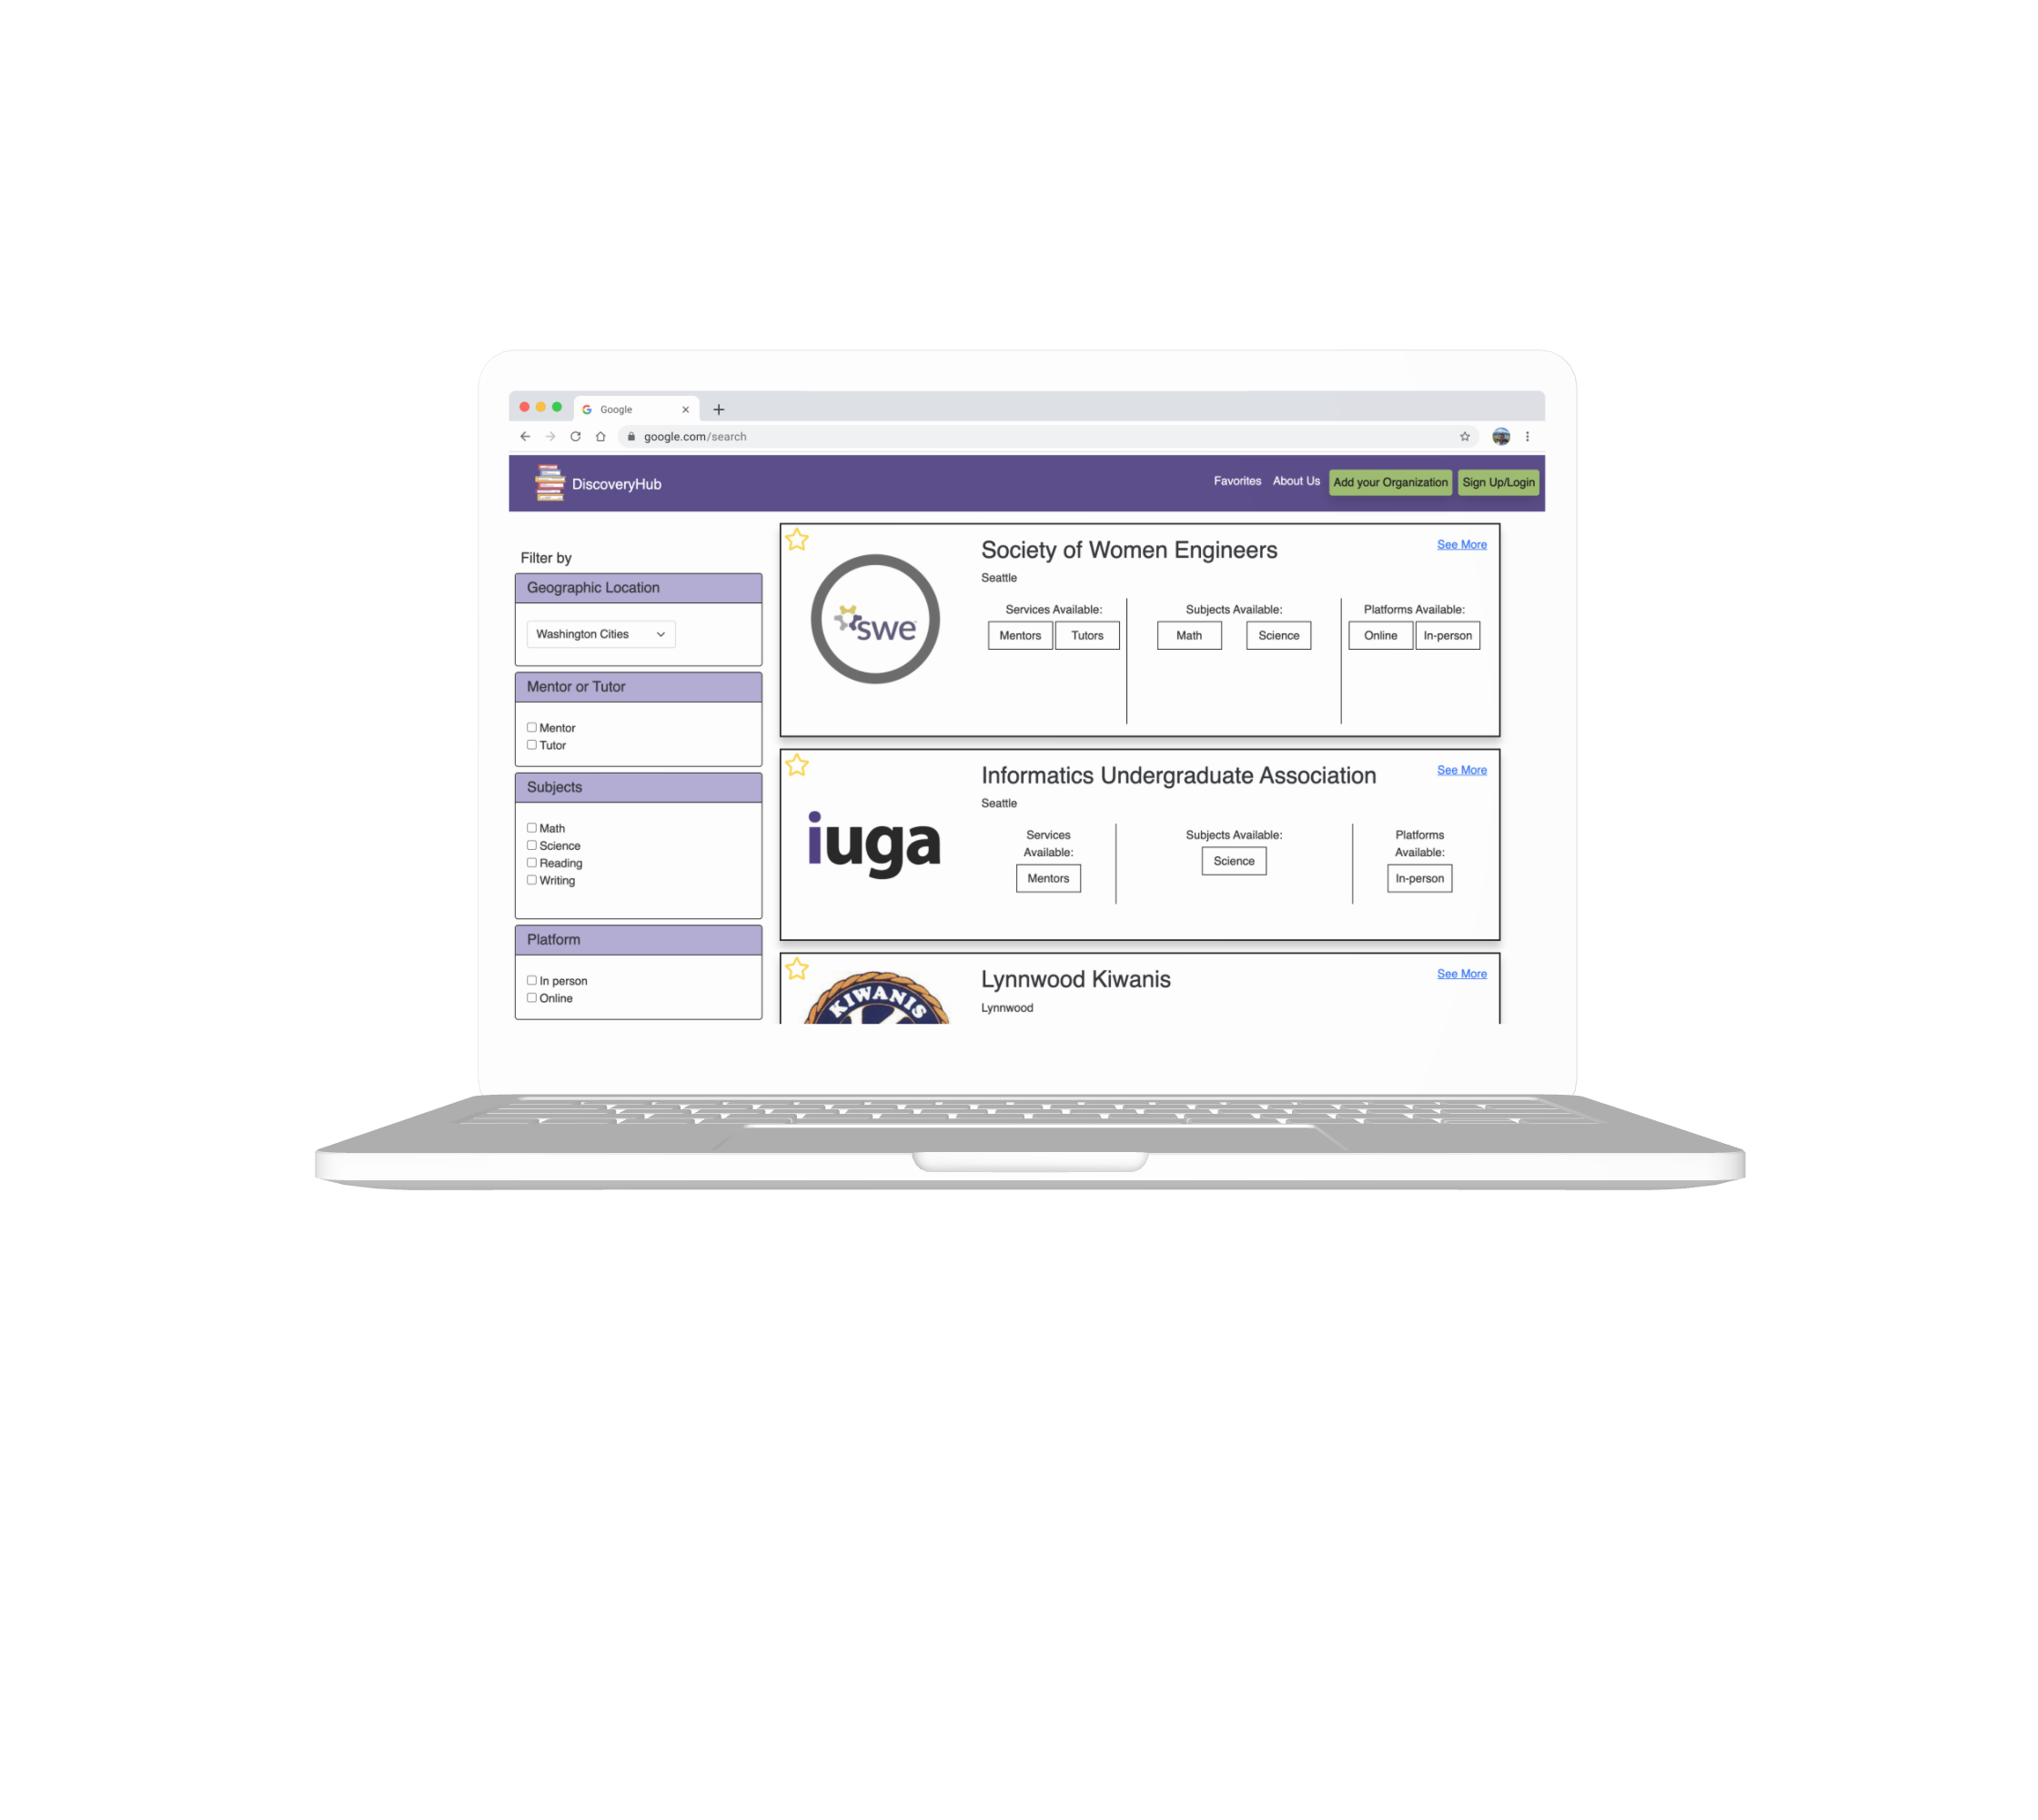 Google
google.com/search
DiscoveryHub
Favorites About Us Add your Organization Sign Up/Login
Filter by
Geographic Location
Washington Cities
Mentor or Tutor
Mentor
Tutor
Subjects
Math
Science
Reading
Writing
Platform
In person
Online
swe
Society of Women Engineers
See More
Seattle
Services Available:
Mentors Tutors
Subjects Available:
Math Science
Platforms Available:
Online In-person
iuga
Informatics Undergraduate Association
See More
Seattle
Services
Available:
Mentors
Subjects Available:
Science
Platforms
Available:
In-person
KIWANIS
Lynnwood Kiwanis
See More
Lynnwood